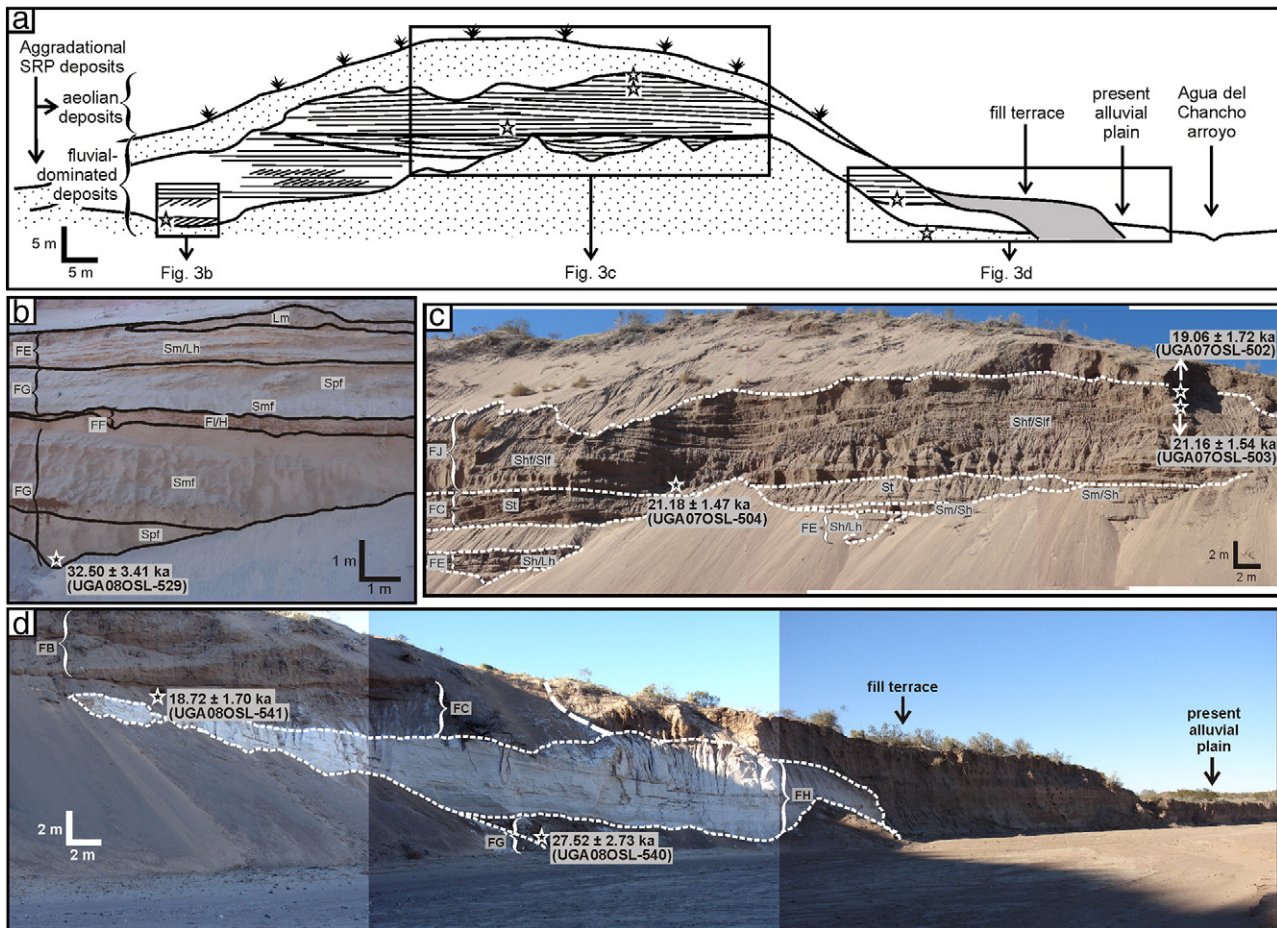 a
Aggradational
SRP deposits
aeolian
deposits
fluvial-
dominated
deposits
5 m
5 m
Fig. 3b
Fig. 3c
Fig. 3d
fill terrace
present
alluvial
plain
Agua del
Chancho
arroyo
b
FE
FG
FF
FG
Lm
Sm/Lh
Spf
Smf
Fl/H
Smf
Spf
32.50 ± 3.41 ka
(UGA08OSL-529)
1 m
1 m
c
19.06 ± 1.72 ka
(UGA07OSL-502)
21.16 ± 1.54 ka
(UGA07OSL-503)
FJ
Shf/Slf
Shf/Slf
FC
St
St
21.18 ± 1.47 ka
(UGA07OSL-504)
Sm/Sh
Sm/Sh
FE
Sh/Lh
FE
Sh/Lh
2 m
2 m
d
FB
18.72 ± 1.70 ka
(UGA08OSL-541)
FC
FH
FG
27.52 ± 2.73 ka
(UGA08OSL-540)
2 m
2 m
fill terrace
present
alluvial
plain